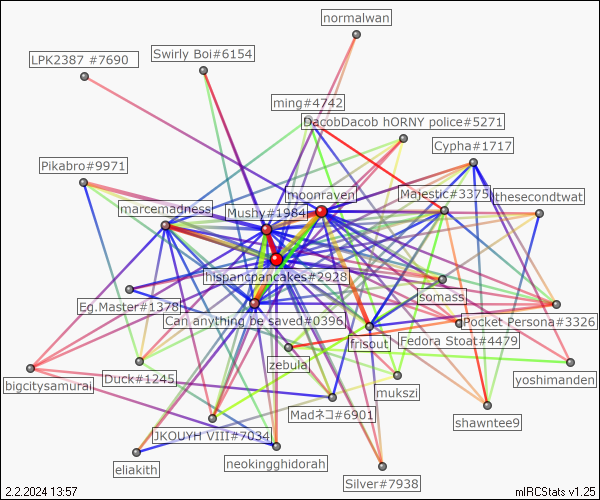 normalwan
LPK2387 #7690
Swirly Boi#6154
ming#4742
DacobDacob hORNY police#5271
Cypha#1717
Pikabro#9971
moonraven
Majestic#3375
thesecondtwat
marcemadness
Mushy#1984
hispancpancakes#2928
somass
Eg.Master#1378
Can anything be saved#0396
Pocket Persona#3326
frisout
Fedora Stoat#4479
zebula
bigcitysamurai
Duck#1245
mukszi
yoshimanden
Madネコ#6901
shawntee9
JKOUYH VIII#7034
eliakith
neokingghidorah
Silver#7938
2.2.2024 13:57
mIRCStats v1.25